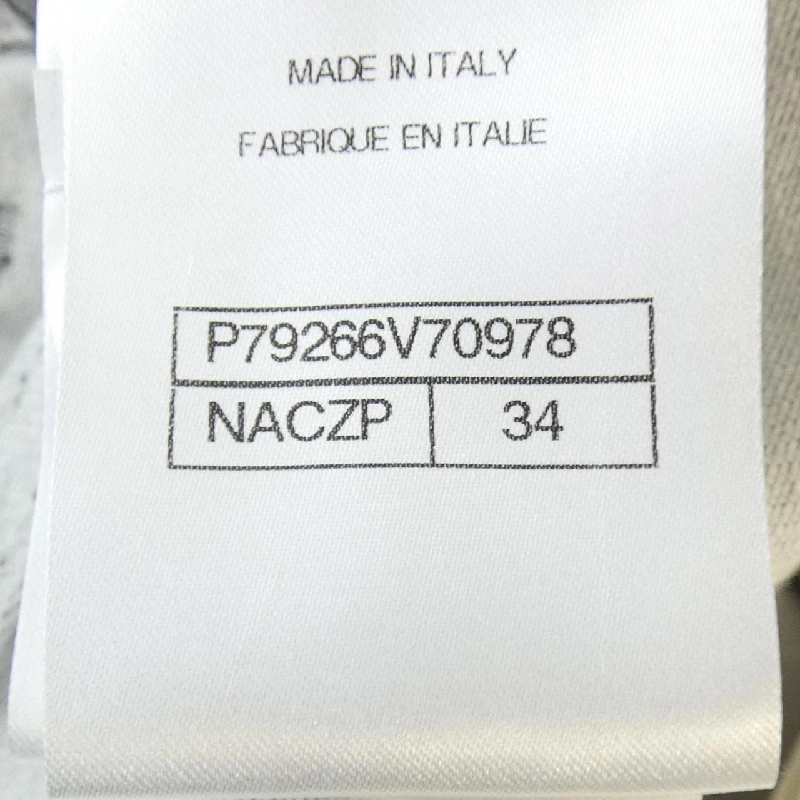 MADE IN ITALY
FABRIQUE EN ITALIE
P79266V70978
NACZP 34